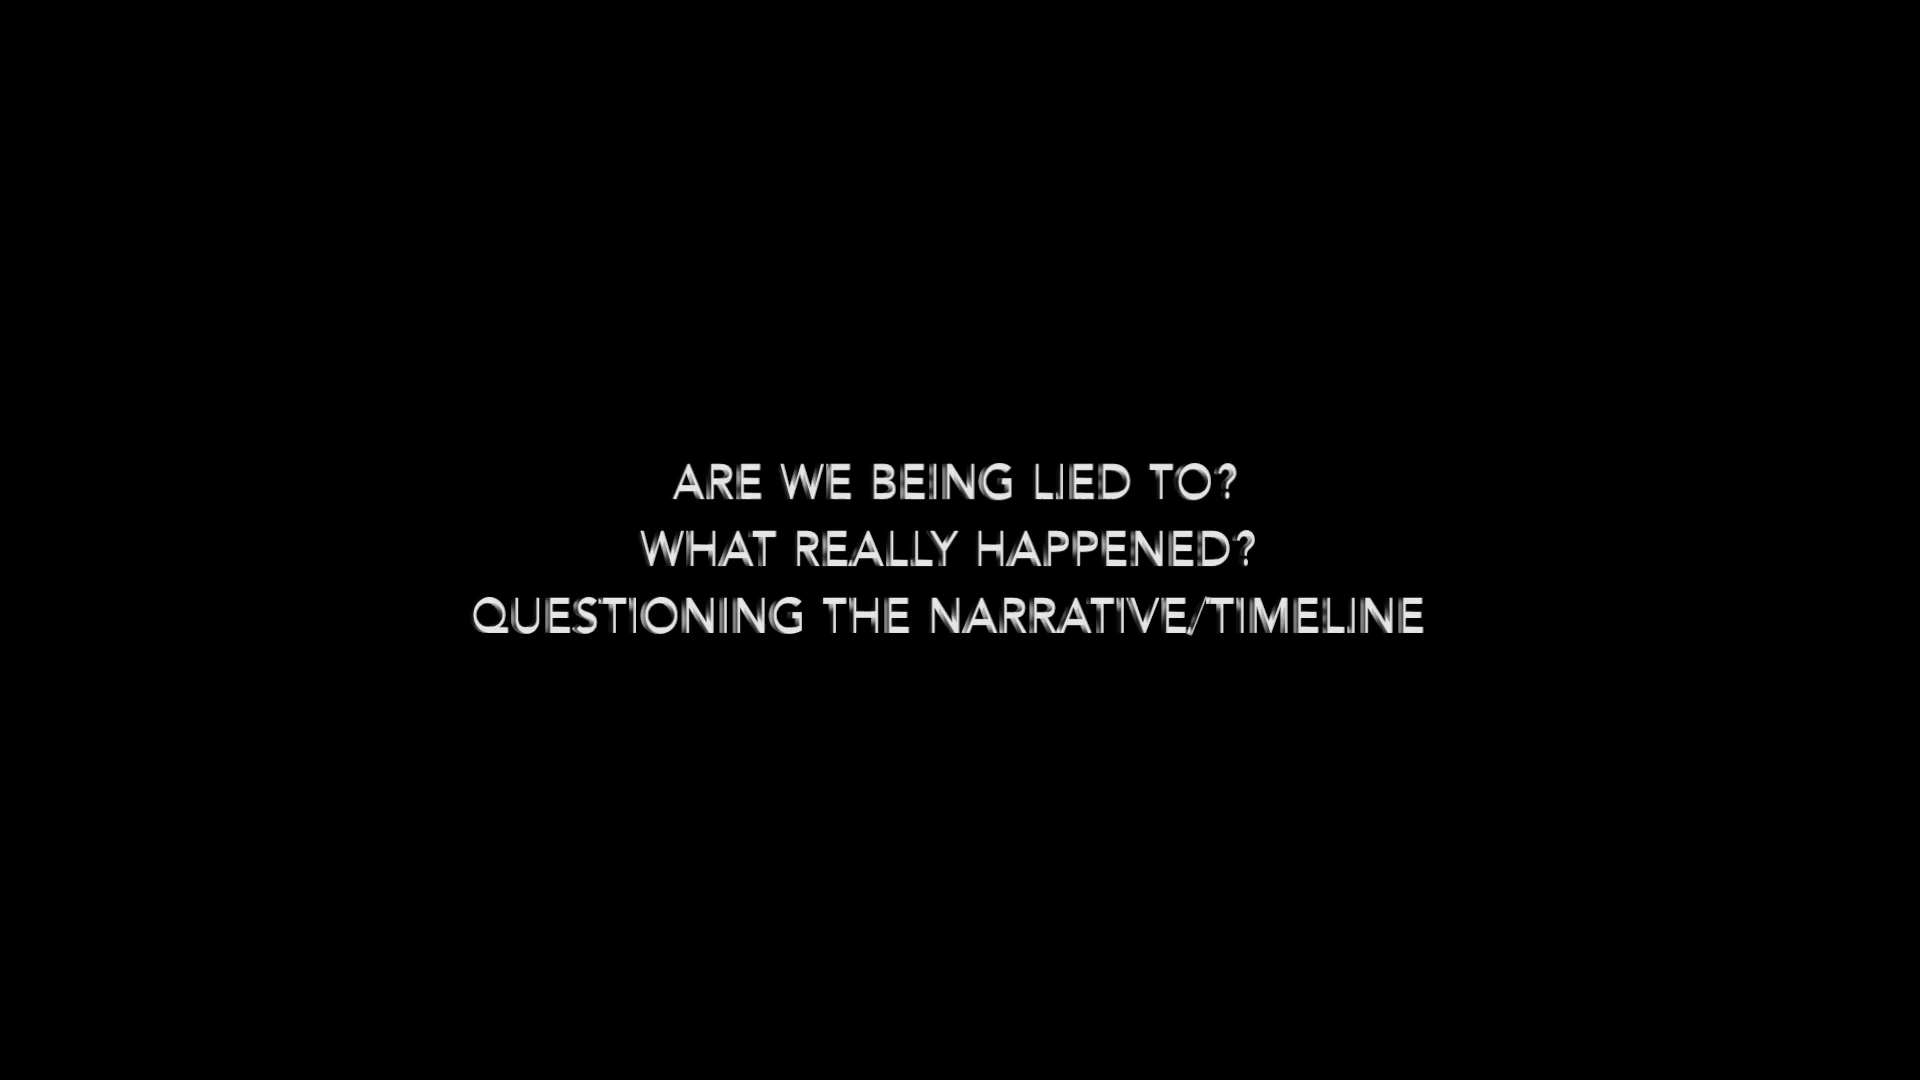 ARE WE BEING LIED TO?
WHAT REALLY HAPPENED?
QUESTIONING THE NARRATIVE/TIMELINE